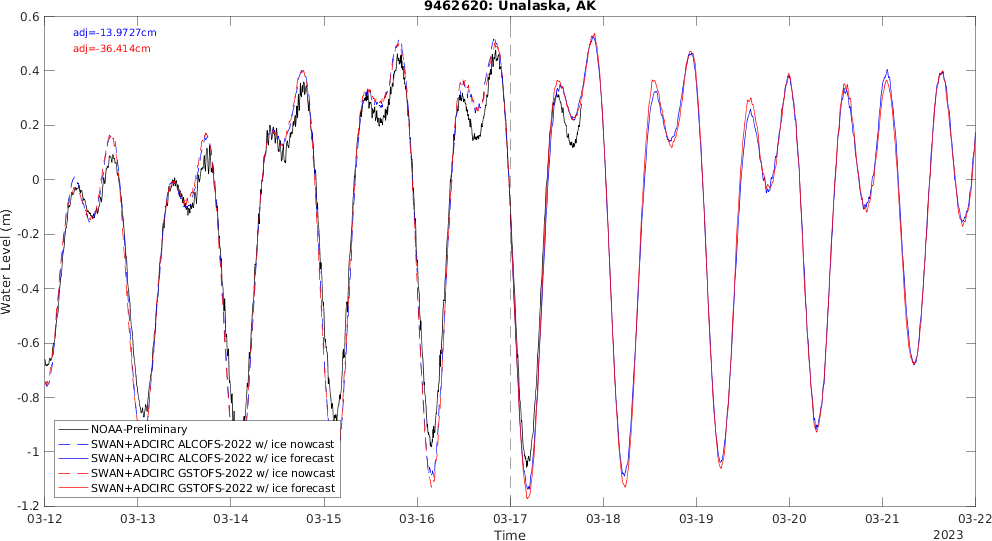 9462620: Unalaska, AK
adj=-13.9727cm
adj=-36.414cm
Water Level (m)
0.6
0.4
0.2
0
-0.2
-0.4
-0.6
-0.8
-1
-1.2
NOAA-Preliminary
SWAN+ADCIRC ALCOFS-2022 w/ ice nowcast
SWAN+ADCIRC ALCOFS-2022 w/ ice forecast
SWAN+ADCIRC GSTOFS-2022 w/ ice nowcast
SWAN+ADCIRC GSTOFS-2022 w/ ice forecast
03-12 03-13 03-14 03-15 03-16 03-17 03-18 03-19 03-20 03-21 03-22
Time
2023